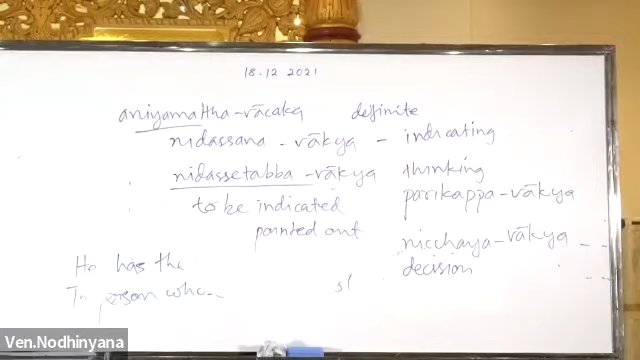 18.12 2021
aniyamattha-vācaka definite
nidassana - vākya - indicating
nidassetabba - vākya thinking
to be indicated parikappa - vākya
pointed out nicchaya - vākya
He has the decision
person who
Ven.Nodhinyana